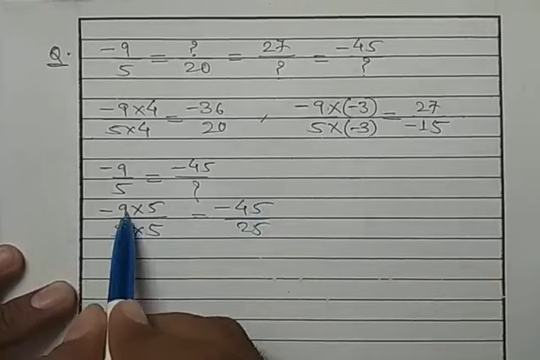 Q. -9/5 = ?/20 = 27/? = -45/?
-9×4/5×4 = -36/20 , -9×(-3)/5×(-3) = 27/-15
-9/5 = -45/?
-9×5/×5 = -45/25